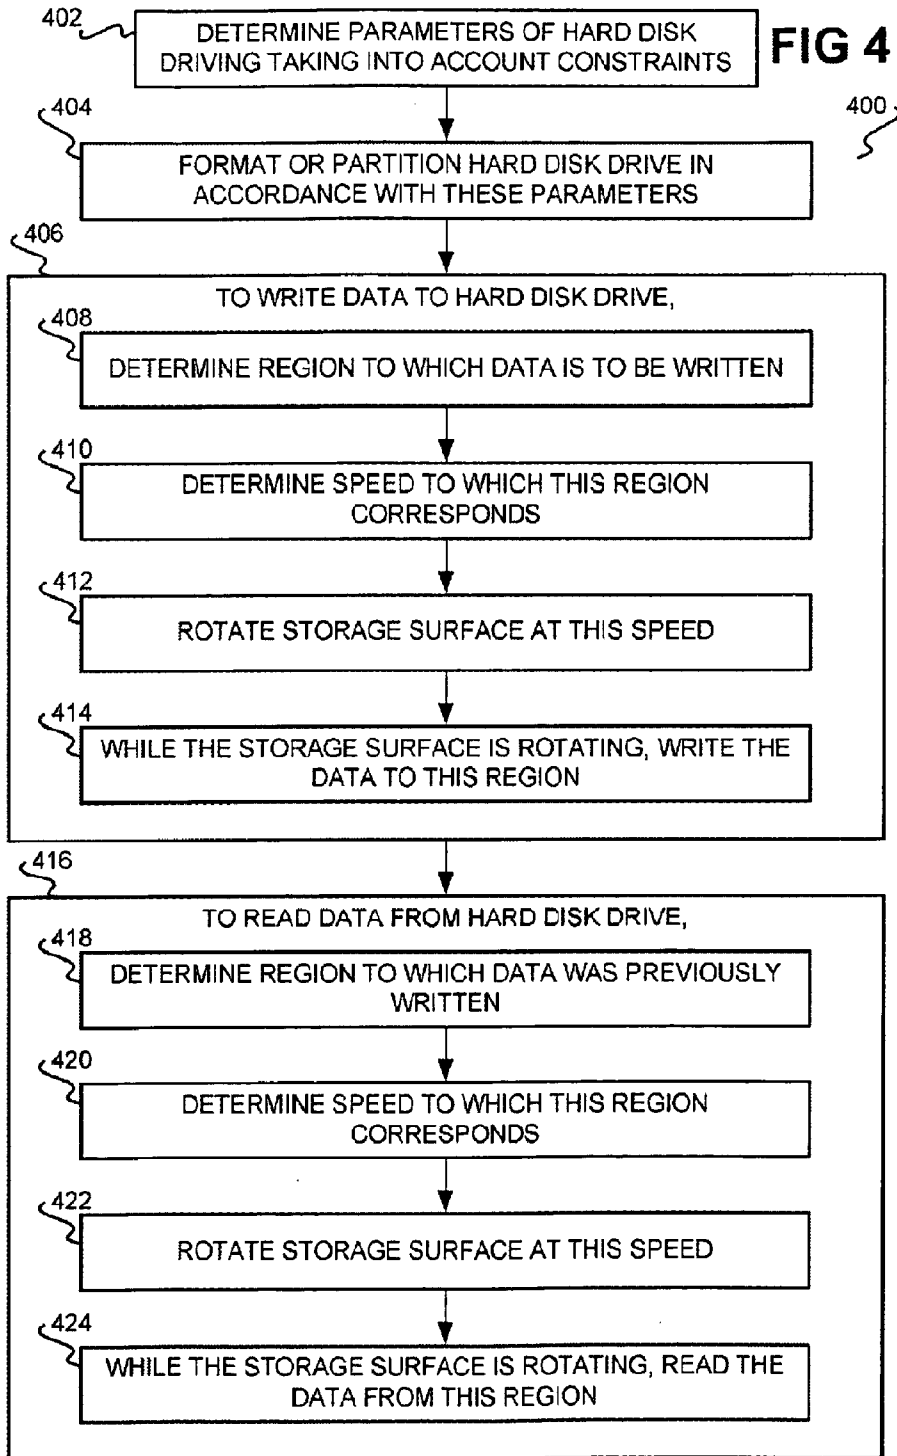 402
DETERMINE PARAMETERS OF HARD DISK
DRIVING TAKING INTO ACCOUNT CONSTRAINTS
FIG 4
400
404
FORMAT OR PARTITION HARD DISK DRIVE IN
ACCORDANCE WITH THESE PARAMETERS
406
TO WRITE DATA TO HARD DISK DRIVE,
408
DETERMINE REGION TO WHICH DATA IS TO BE WRITTEN
410
DETERMINE SPEED TO WHICH THIS REGION
CORRESPONDS
412
ROTATE STORAGE SURFACE AT THIS SPEED
414
WHILE THE STORAGE SURFACE IS ROTATING, WRITE THE
DATA TO THIS REGION
416
TO READ DATA FROM HARD DISK DRIVE,
418
DETERMINE REGION TO WHICH DATA WAS PREVIOUSLY
WRITTEN
420
DETERMINE SPEED TO WHICH THIS REGION
CORRESPONDS
422
ROTATE STORAGE SURFACE AT THIS SPEED
424
WHILE THE STORAGE SURFACE IS ROTATING, READ THE
DATA FROM THIS REGION